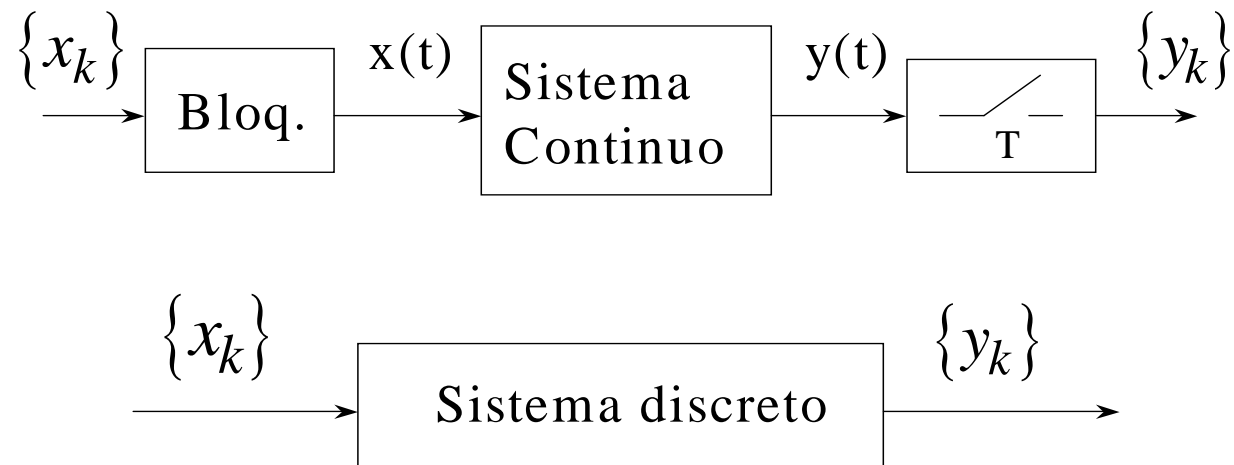 {x_k} Bloq. x(t) Sistema Continuo y(t) T {y_k}
{x_k} Sistema discreto {y_k}